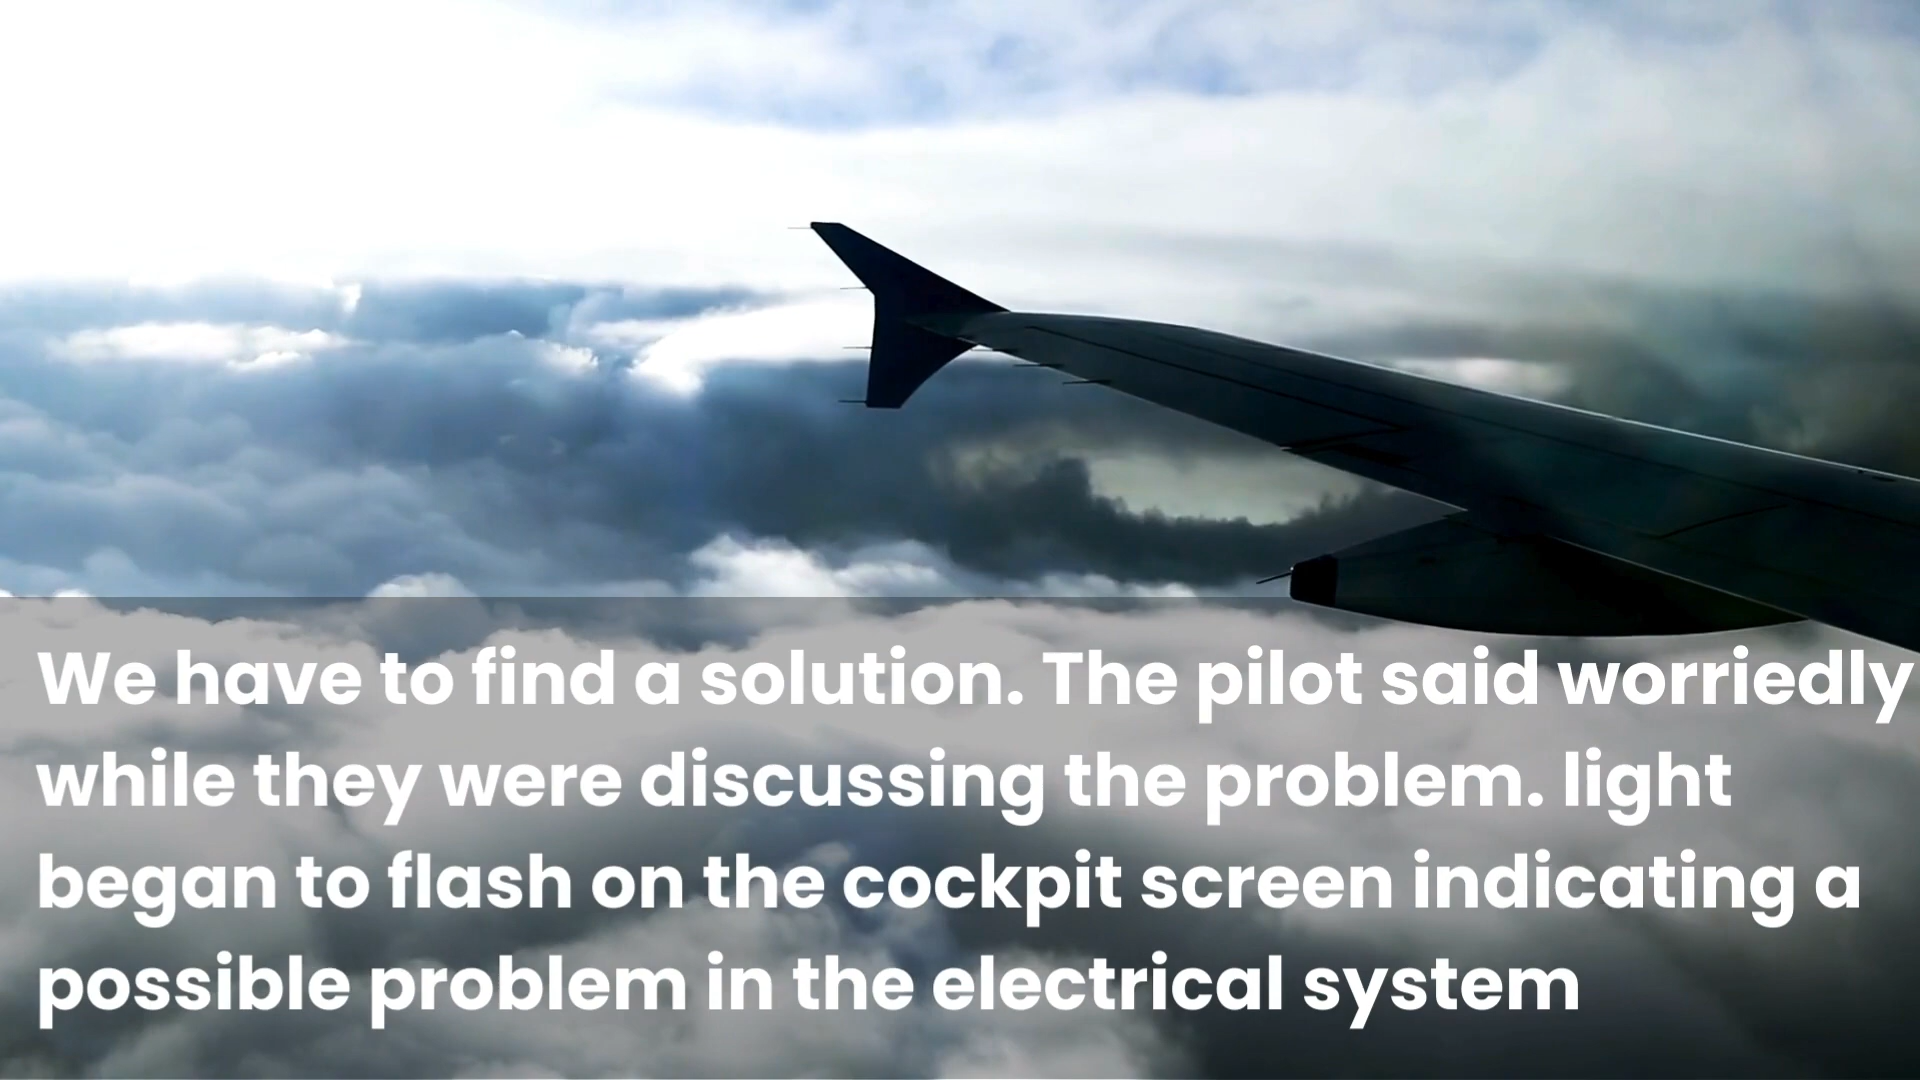 We have to find a solution. The pilot said worriedly
while they were discussing the problem. light
began to flash on the cockpit screen indicating a
possible problem in the electrical system